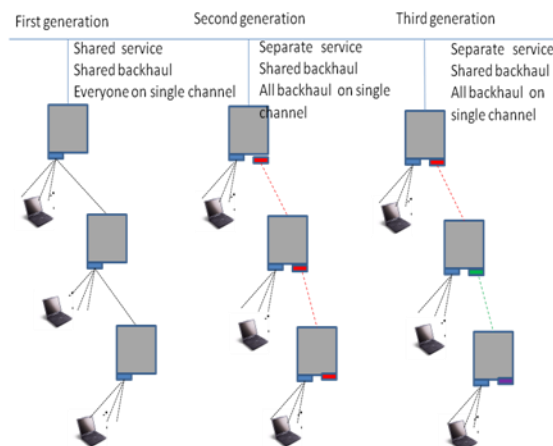 First generation
Second generation
Third generation
Shared service
Shared backhaul
Everyone on single channel
Separate service
Shared backhaul
All backhaul on single
channel
Separate service
Shared backhaul
All backhaul on
single channel